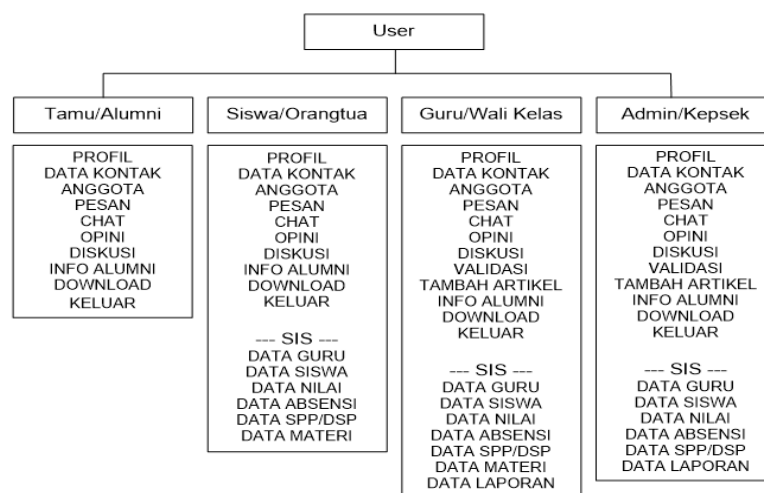 User
Tamu/Alumni
PROFIL
DATA KONTAK
ANGGOTA
PESAN
CHAT
OPINI
DISKUSI
INFO ALUMNI
DOWNLOAD
KELUAR
Siswa/Orangtua
PROFIL
DATA KONTAK
ANGGOTA
PESAN
CHAT
OPINI
DISKUSI
INFO ALUMNI
DOWNLOAD
KELUAR
--- SIS ---
DATA GURU
DATA SISWA
DATA NILAI
DATA ABSENSI
DATA SPP/DSP
DATA MATERI
Guru/Wali Kelas
PROFIL
DATA KONTAK
ANGGOTA
PESAN
CHAT
OPINI
DISKUSI
VALIDASI
TAMBAH ARTIKEL
INFO ALUMNI
DOWNLOAD
KELUAR
--- SIS ---
DATA GURU
DATA SISWA
DATA NILAI
DATA ABSENSI
DATA SPP/DSP
DATA MATERI
DATA LAPORAN
Admin/Kepsek
PROFIL
DATA KONTAK
ANGGOTA
PESAN
CHAT
OPINI
DISKUSI
VALIDASI
TAMBAH ARTIKEL
INFO ALUMNI
DOWNLOAD
KELUAR
--- SIS ---
DATA GURU
DATA SISWA
DATA NILAI
DATA ABSENSI
DATA SPP/DSP
DATA LAPORAN